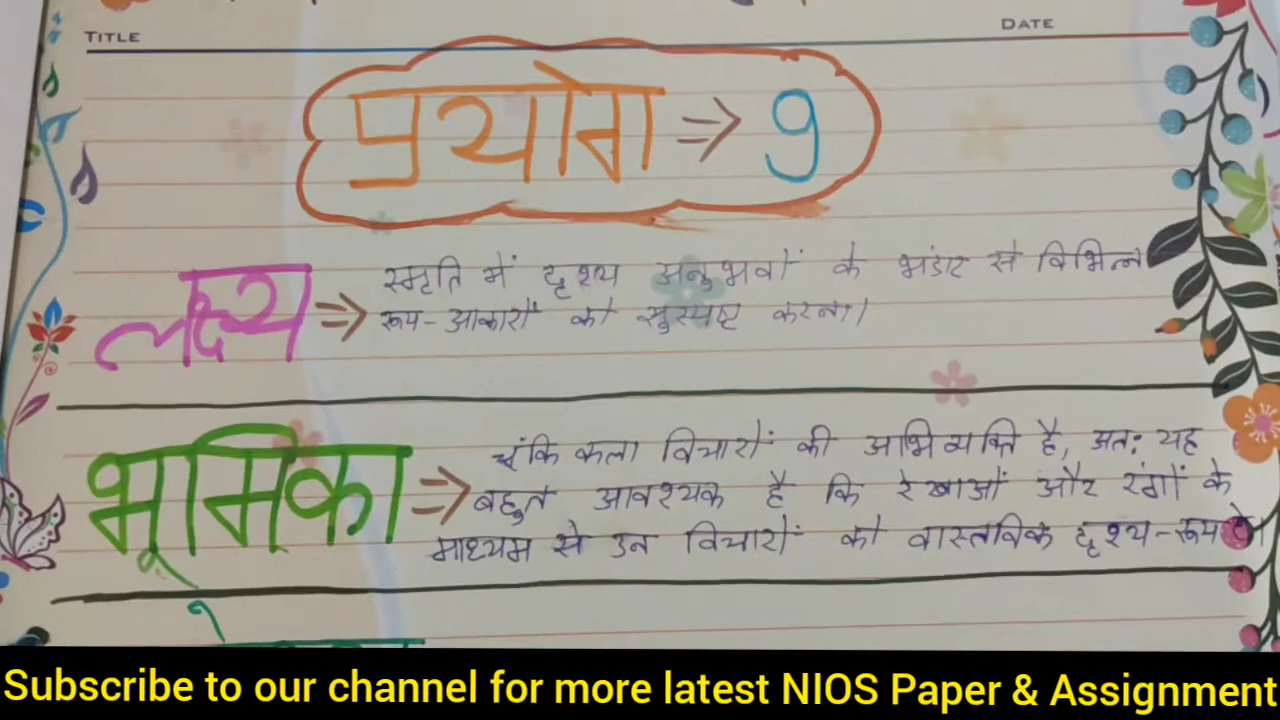 TITLE
DATE
प्रयोग ⇒ 9
लक्ष्य ⇒ स्मृति में दृश्य अनुभवों के भंडार से विभिन्न
रूप-आकारों को सुस्पष्ट करना।
भूमिका ⇒ चूंकि कला विचारों की अभिव्यक्ति है, अतः यह
बहुत आवश्यक है कि रेखाओं और रंगों के
माध्यम से उन विचारों को वास्तविक दृश्य-रूप दें।
Subscribe to our channel for more latest NIOS Paper & Assignment